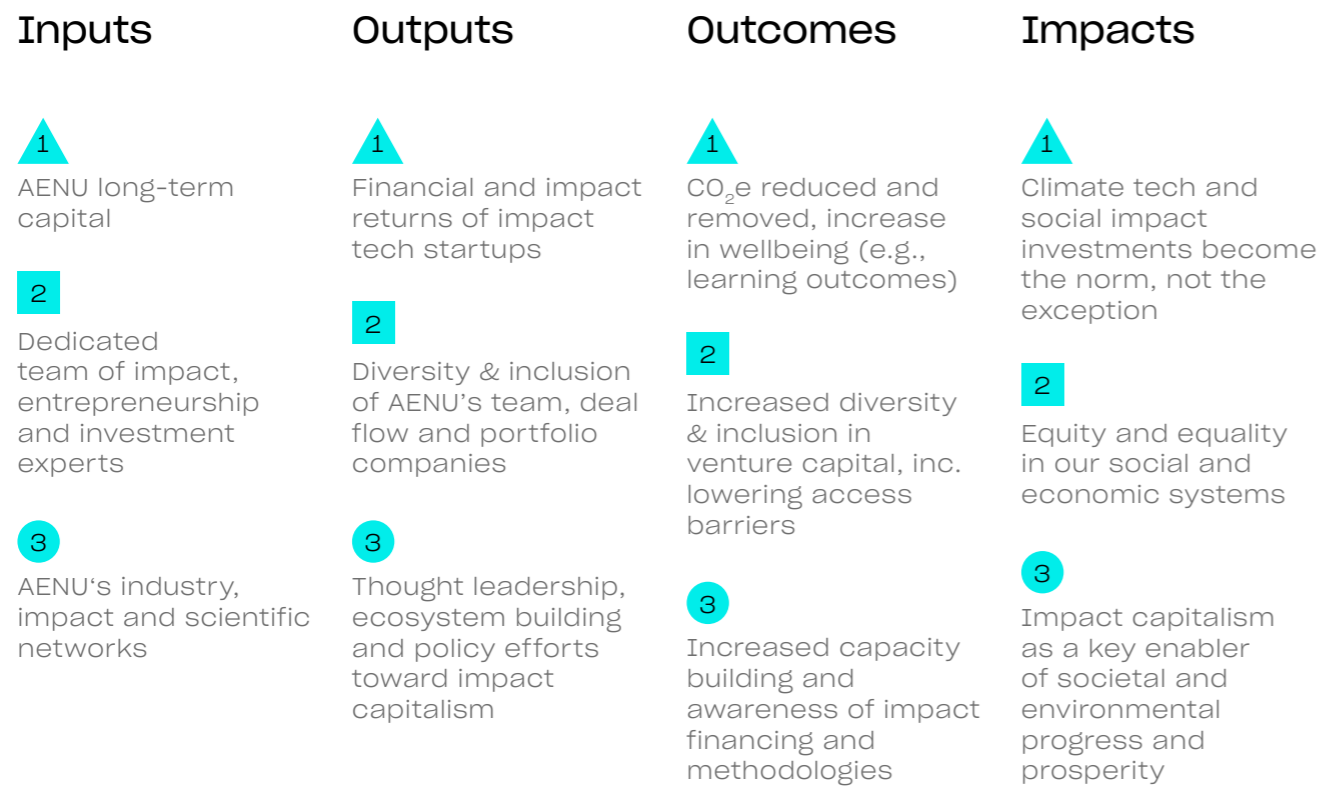 Inputs
1
AENU long-term
capital
2
Dedicated
team of impact,
entrepreneurship
and investment
experts
3
AENU‘s industry,
impact and scientific
networks
Outputs
1
Financial and impact
returns of impact
tech startups
2
Diversity & inclusion
of AENU’s team, deal
flow and portfolio
companies
3
Thought leadership,
ecosystem building
and policy efforts
toward impact
capitalism
Outcomes
1
CO₂e reduced and
removed, increase
in wellbeing (e.g.,
learning outcomes)
2
Increased diversity
& inclusion in
venture capital, inc.
lowering access
barriers
3
Increased capacity
building and
awareness of impact
financing and
methodologies
Impacts
1
Climate tech and
social impact
investments become
the norm, not the
exception
2
Equity and equality
in our social and
economic systems
3
Impact capitalism
as a key enabler
of societal and
environmental
progress and
prosperity